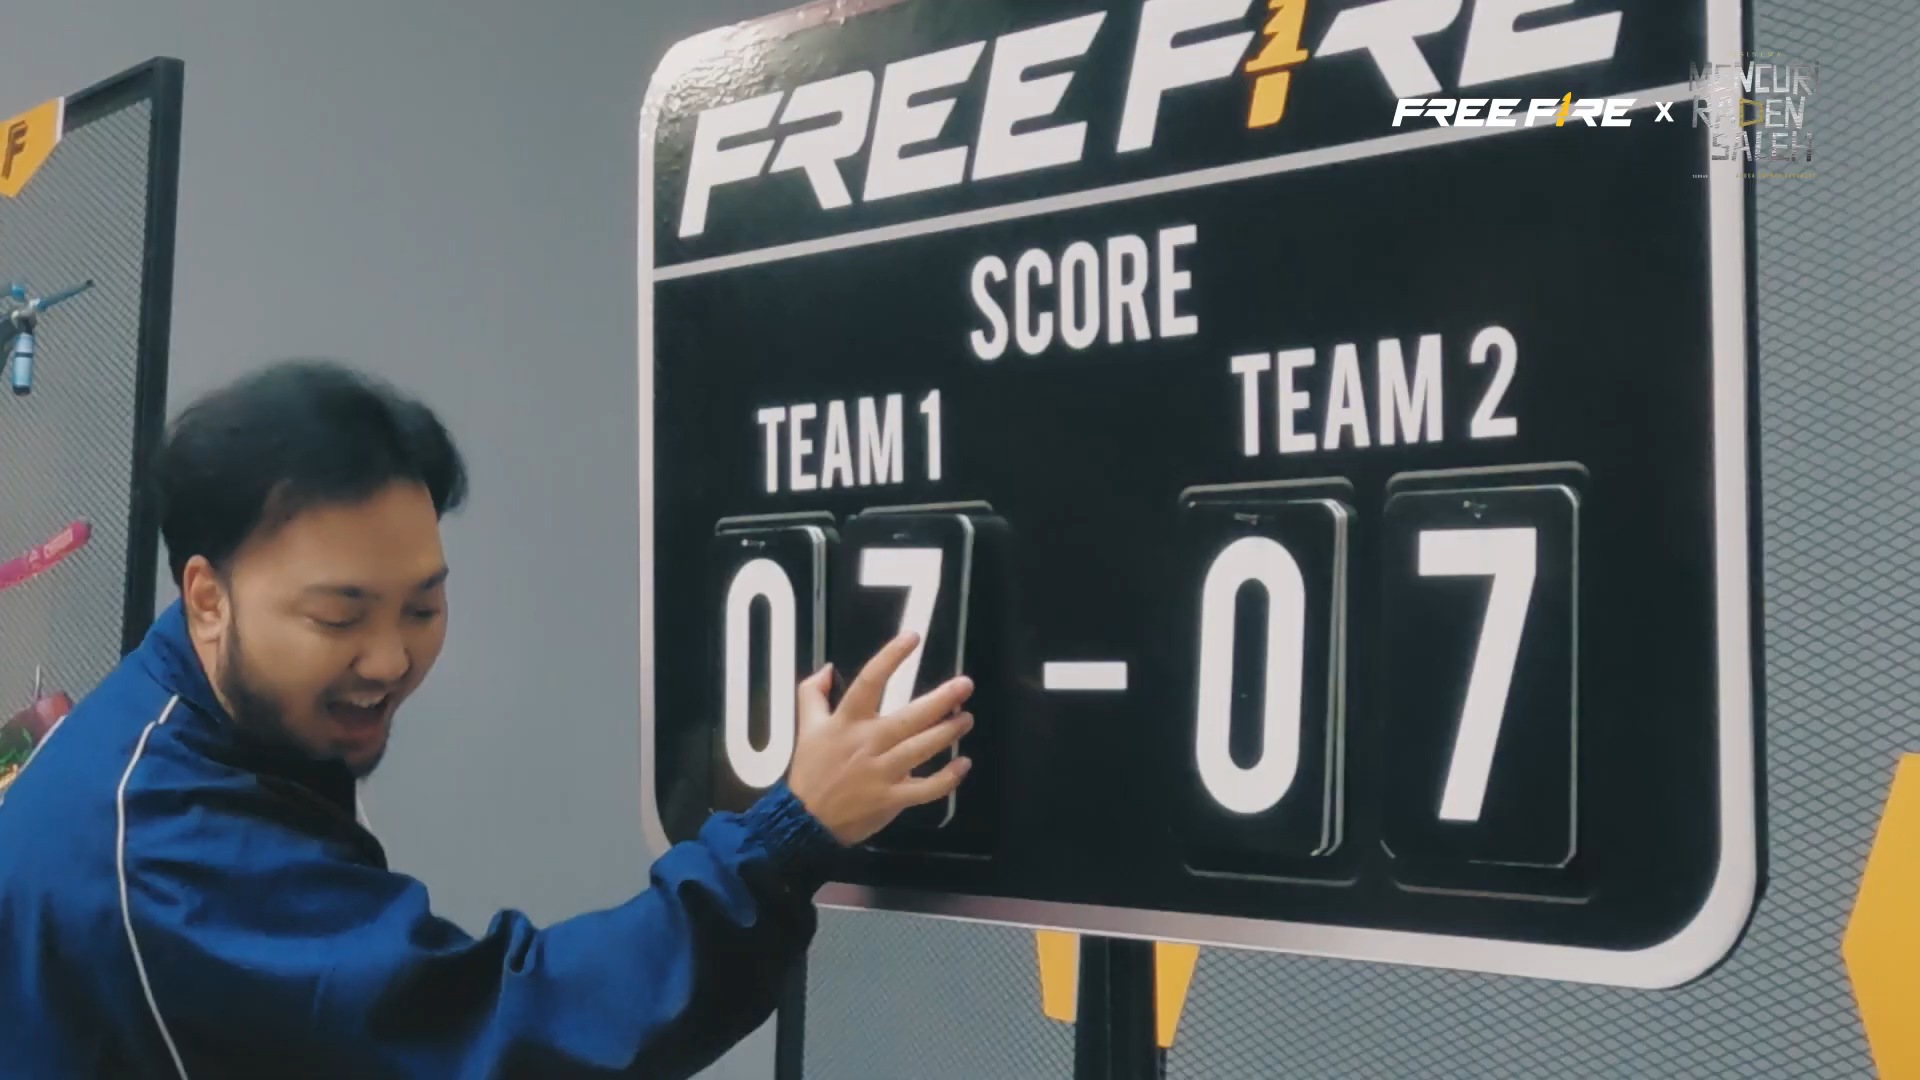 FREE FIRE
FREE FIRE X
MENCURI
RADEN
SALEH
SCORE
TEAM 1
TEAM 2
07 - 07
F